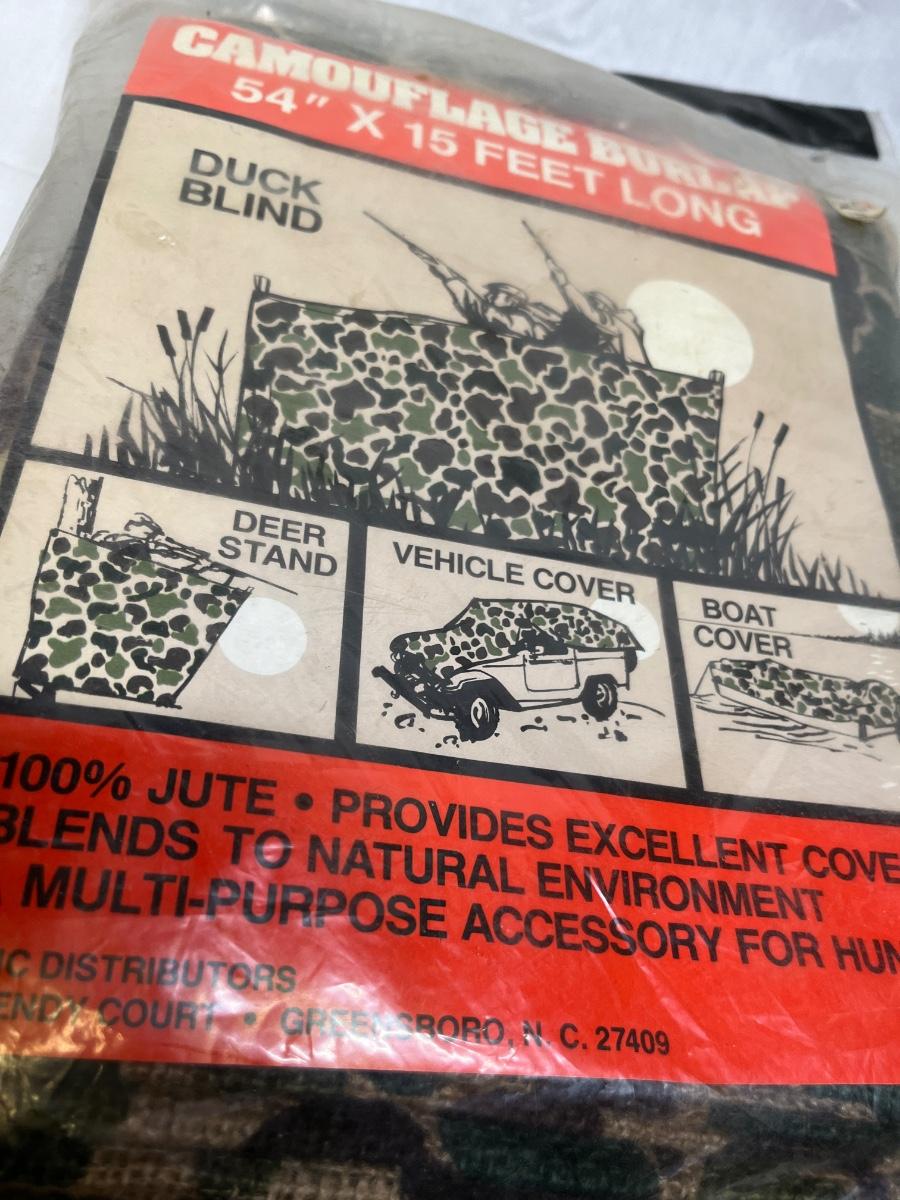 CAMOUFLAGE BURLAP
54" X 15 FEET LONG
DUCK
BLIND
DEER
STAND
VEHICLE COVER
BOAT
COVER
100% JUTE • PROVIDES EXCELLENT COVE
BLENDS TO NATURAL ENVIRONMENT
A MULTI-PURPOSE ACCESSORY FOR HUN
IC DISTRIBUTORS
ENDY COURT • GREENSBORO, N. C. 27409